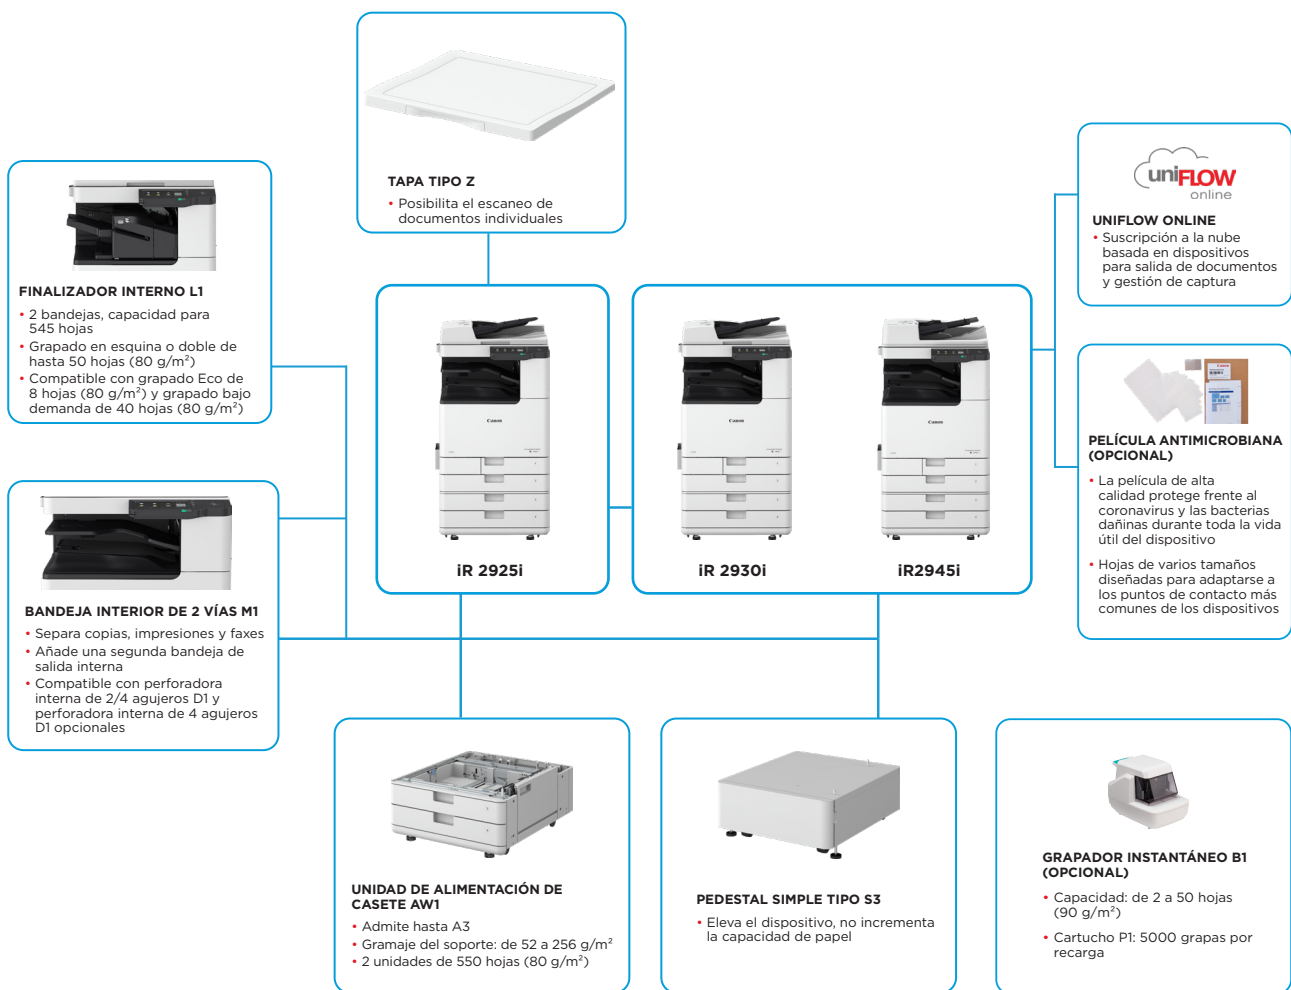 TAPA TIPO Z
• Posibilita el escaneo de
documentos individuales
uniFLOW
online
UNIFLOW ONLINE
• Suscripción a la nube
basada en dispositivos
para salida de documentos
y gestión de captura
FINALIZADOR INTERNO L1
• 2 bandejas, capacidad para
545 hojas
• Grapado en esquina o doble de
hasta 50 hojas (80 g/m²)
• Compatible con grapado Eco de
8 hojas (80 g/m²) y grapado bajo
demanda de 40 hojas (80 g/m²)
Canon
Canon
Canon
iR 2925i
iR 2930i
iR2945i
PELÍCULA ANTIMICROBIANA
(OPCIONAL)
• La película de alta
calidad protege frente al
coronavirus y las bacterias
dañinas durante toda la vida
útil del dispositivo
• Hojas de varios tamaños
diseñadas para adaptarse a
los puntos de contacto más
comunes de los dispositivos
BANDEJA INTERIOR DE 2 VÍAS M1
• Separa copias, impresiones y faxes
• Añade una segunda bandeja de
salida interna
• Compatible con perforadora
interna de 2/4 agujeros D1 y
perforadora interna de 4 agujeros
D1 opcionales
UNIDAD DE ALIMENTACIÓN DE
CASETE AW1
• Admite hasta A3
• Gramaje del soporte: de 52 a 256 g/m²
• 2 unidades de 550 hojas (80 g/m²)
PEDESTAL SIMPLE TIPO S3
• Eleva el dispositivo, no incrementa
la capacidad de papel
GRAPADOR INSTANTÁNEO B1
(OPCIONAL)
• Capacidad: de 2 a 50 hojas
(90 g/m²)
• Cartucho P1: 5000 grapas por
recarga